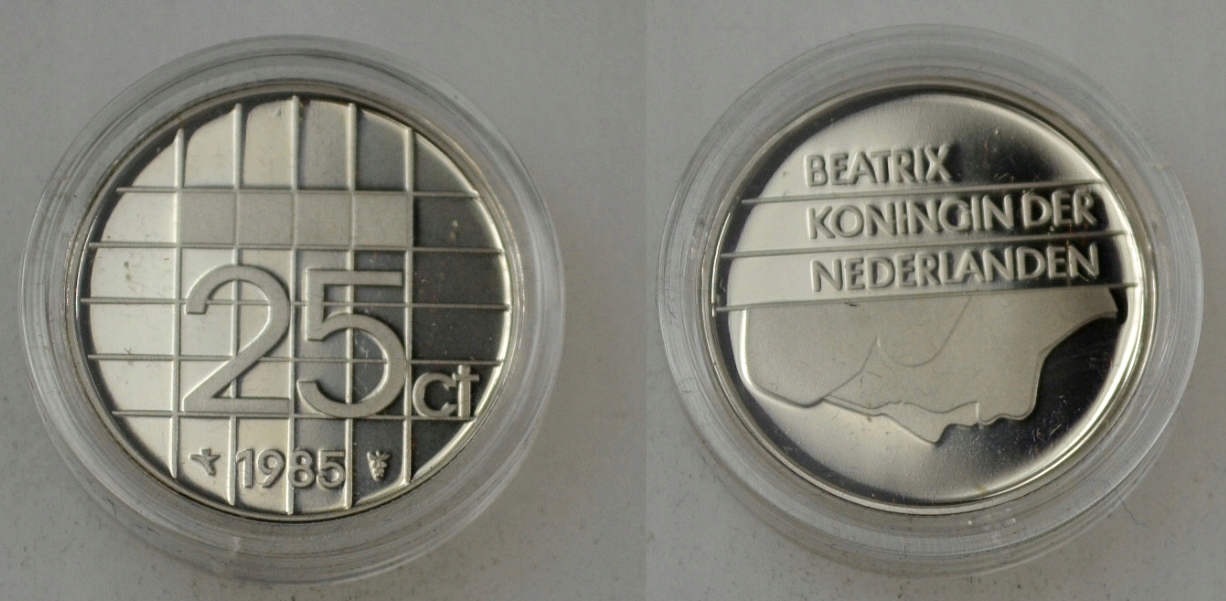 25 ct
1985
BEATRIX
KONINGIN DER
NEDERLANDEN